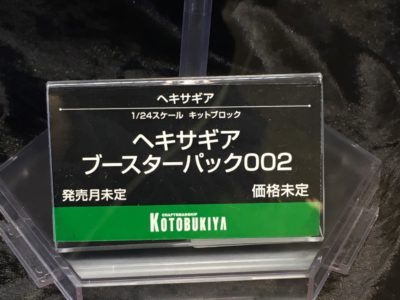 ヘキサギア
1/24スケール キットブロック
ヘキサギア
ブースターパック002
発売月未定 価格未定
CRAFTSMANSHIP
KOTOBUKIYA